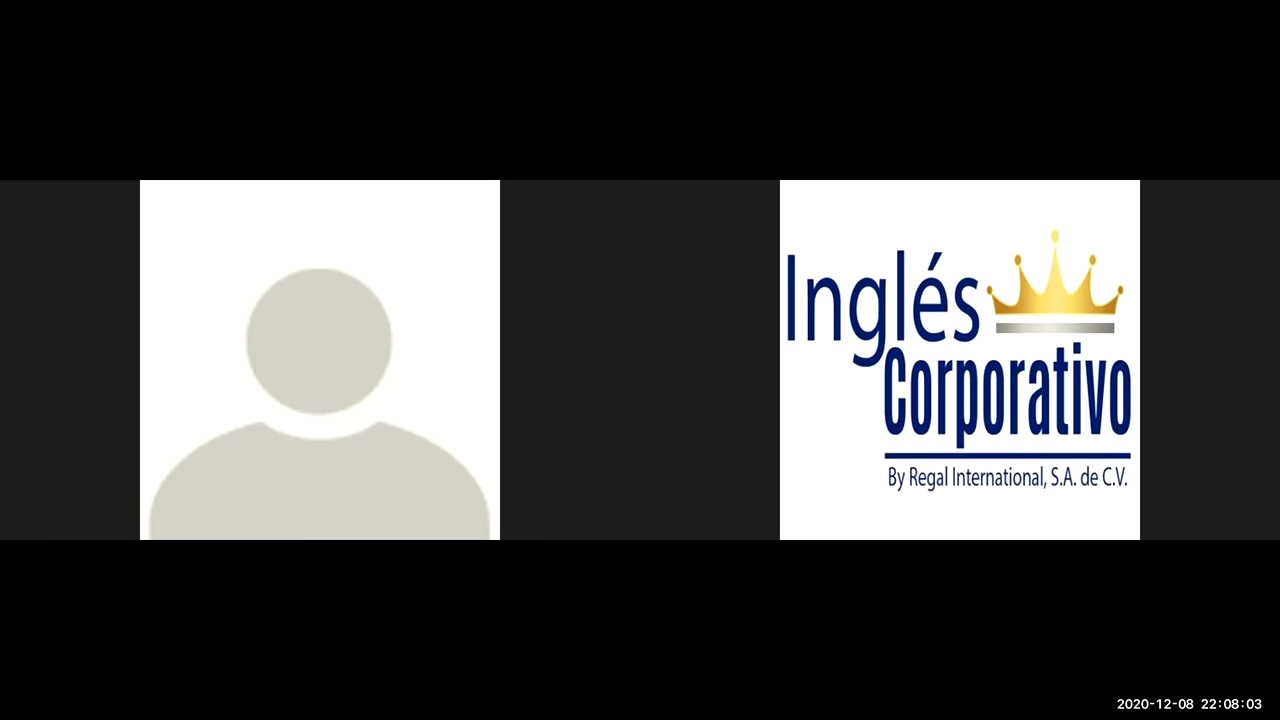 Inglés
Corporativo
By Regal International, S.A. de C.V.
2020-12-08 22:08:03